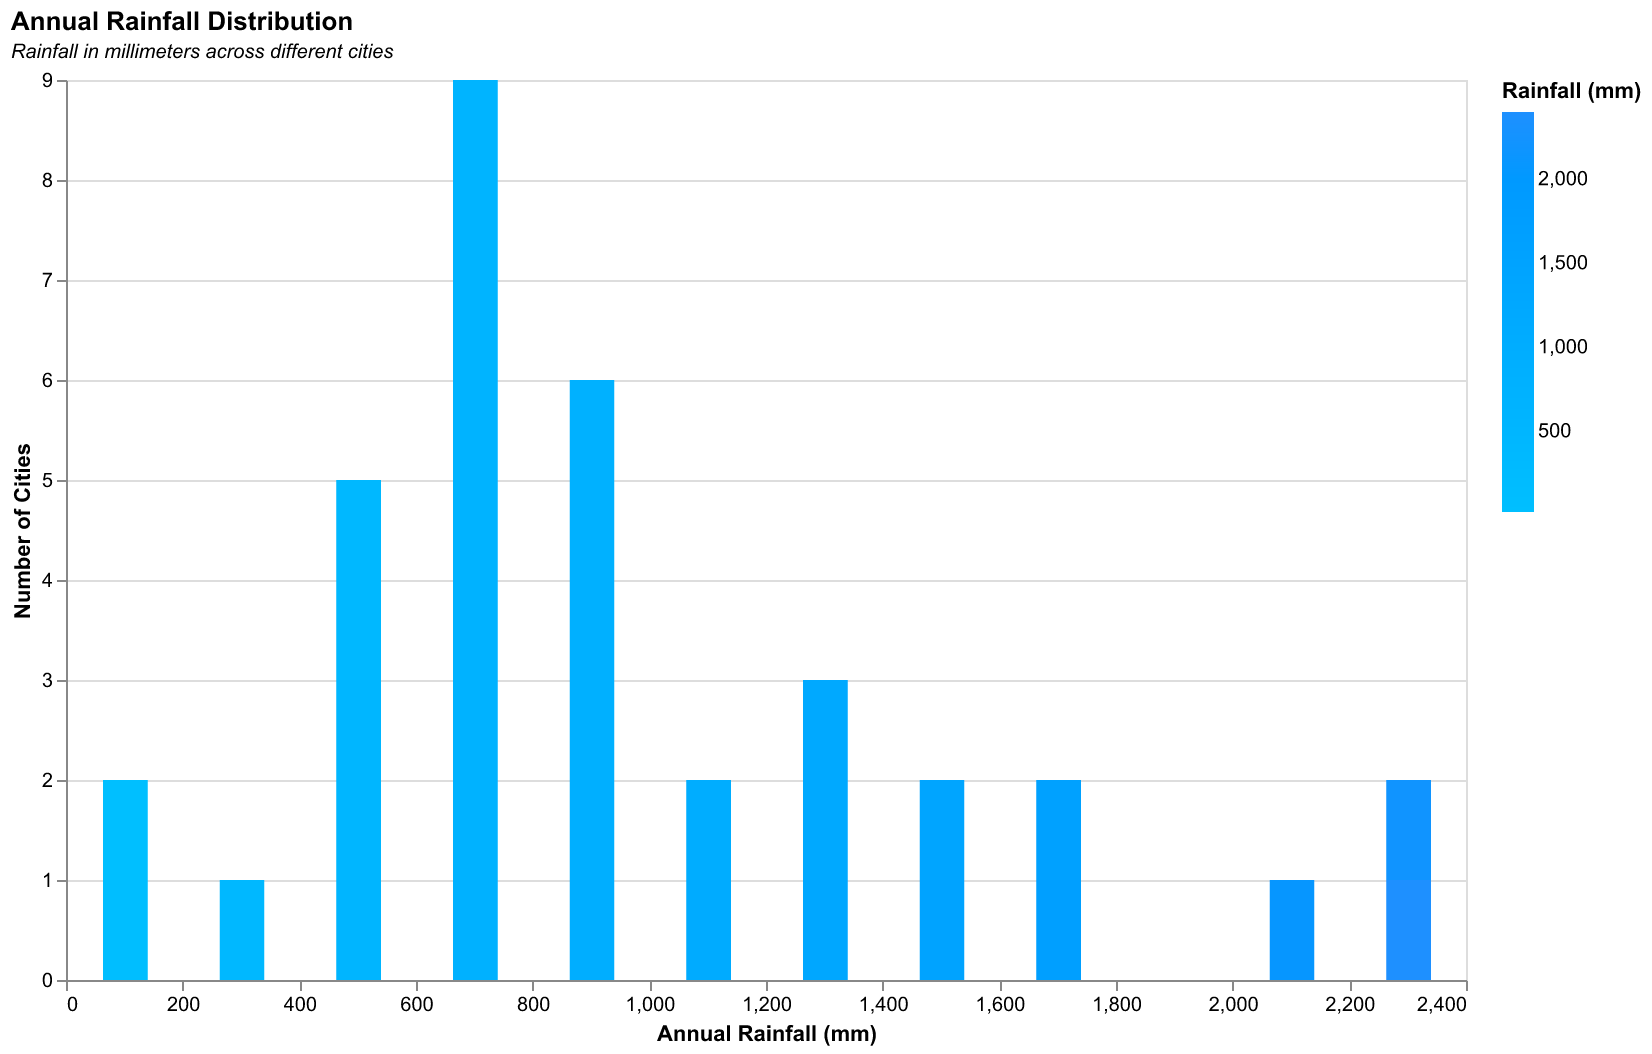 Annual Rainfall Distribution
Rainfall in millimeters across different cities
9
8
7
6
5
4
3
2
1
0
Number of Cities
0 200 400 600 800 1,000 1,200 1,400 1,600 1,800 2,000 2,200 2,400
Annual Rainfall (mm)
Rainfall (mm)
2,000
1,500
1,000
500